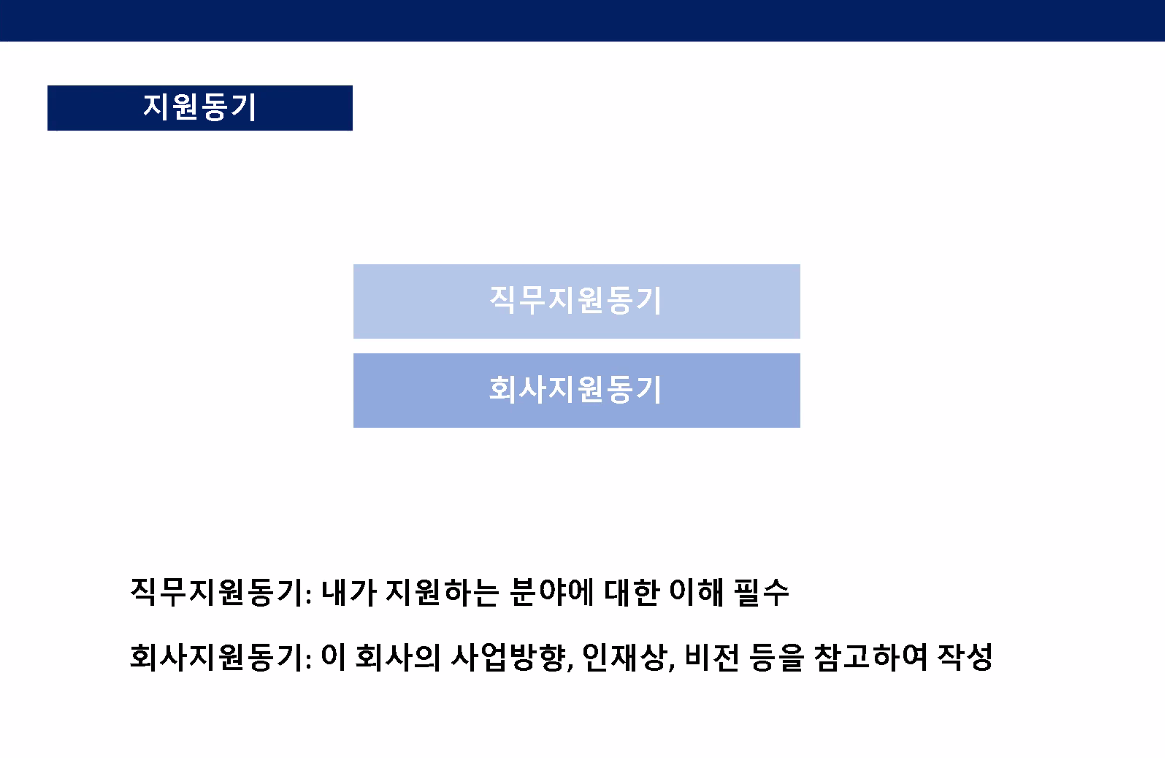 지원동기
직무지원동기
회사지원동기
직무지원동기: 내가 지원하는 분야에 대한 이해 필수
회사지원동기: 이 회사의 사업방향, 인재상, 비전 등을 참고하여 작성